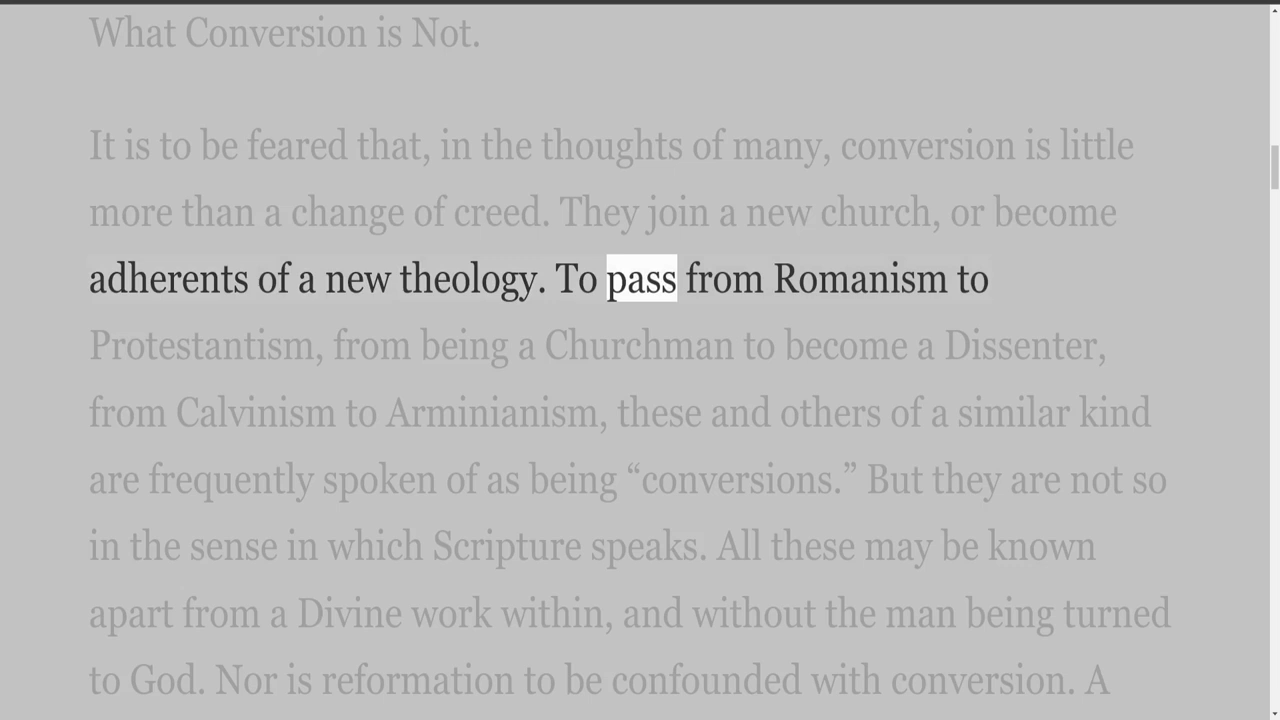 What Conversion is Not.
It is to be feared that, in the thoughts of many, conversion is little
more than a change of creed. They join a new church, or become
adherents of a new theology. To pass from Romanism to
Protestantism, from being a Churchman to become a Dissenter,
from Calvinism to Arminianism, these and others of a similar kind
are frequently spoken of as being “conversions.” But they are not so
in the sense in which Scripture speaks. All these may be known
apart from a Divine work within, and without the man being turned
to God. Nor is reformation to be confounded with conversion. A